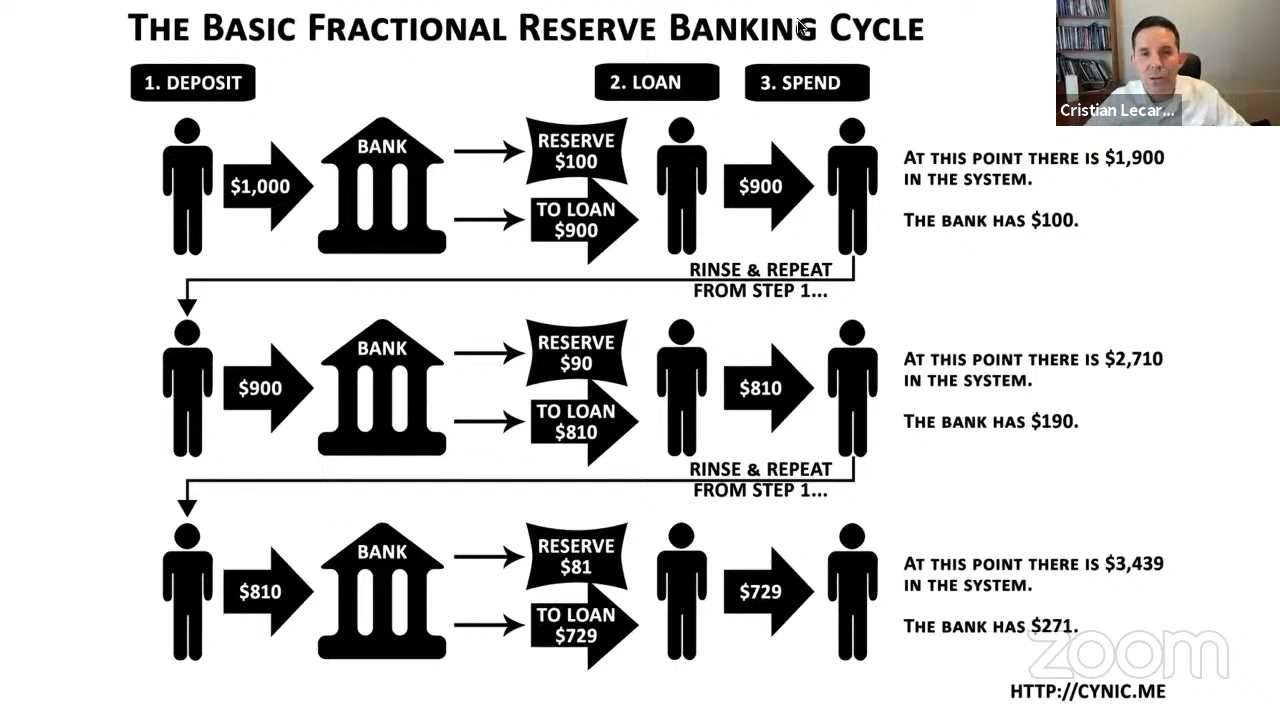 THE BASIC FRACTIONAL RESERVE BANKING CYCLE
1. DEPOSIT
2. LOAN
3. SPEND
Cristian Lecar...
$1,000
BANK
RESERVE
$100
TO LOAN
$900
$900
AT THIS POINT THERE IS $1,900
IN THE SYSTEM.
THE BANK HAS $100.
RINSE & REPEAT
FROM STEP 1...
$900
BANK
RESERVE
$90
TO LOAN
$810
$810
AT THIS POINT THERE IS $2,710
IN THE SYSTEM.
THE BANK HAS $190.
RINSE & REPEAT
FROM STEP 1...
$810
BANK
RESERVE
$81
TO LOAN
$729
$729
AT THIS POINT THERE IS $3,439
IN THE SYSTEM.
THE BANK HAS $271.
zoom
HTTP://CYNIC.ME